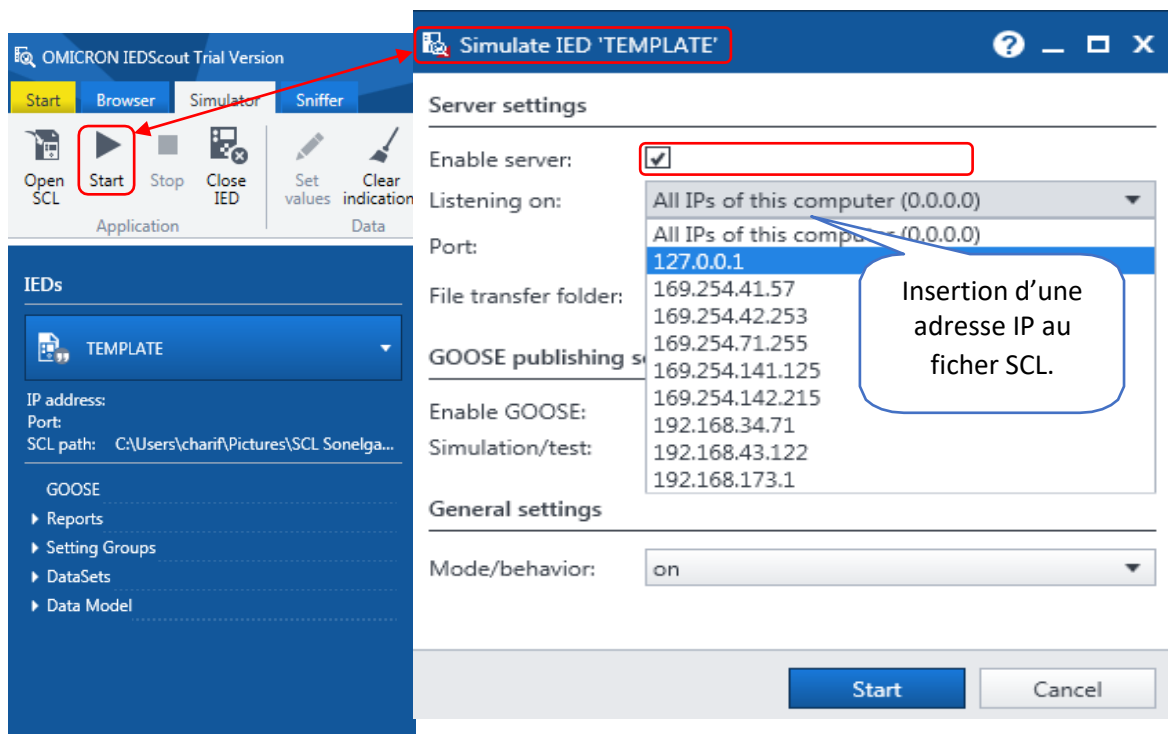 OMICRON IEDScout Trial Version
Start Browser Simulator Sniffer
Open SCL
Start
Stop
Close IED
Set values
Clear indication
Application
Data
IEDs
TEMPLATE
IP address:
Port:
SCL path: C:\Users\charif\Pictures\SCL Sonelga...
GOOSE
Reports
Setting Groups
DataSets
Data Model
Simulate IED 'TEMPLATE'
Server settings
Enable server:
Listening on: All IPs of this computer (0.0.0.0)
All IPs of this computer (0.0.0.0)
Port:
127.0.0.1
File transfer folder:
169.254.41.57
169.254.42.253
169.254.71.255
169.254.141.125
169.254.142.215
192.168.34.71
192.168.43.122
192.168.173.1
Insertion d’une
adresse IP au
ficher SCL.
GOOSE publishing
Enable GOOSE:
Simulation/test:
General settings
Mode/behavior: on
Start Cancel